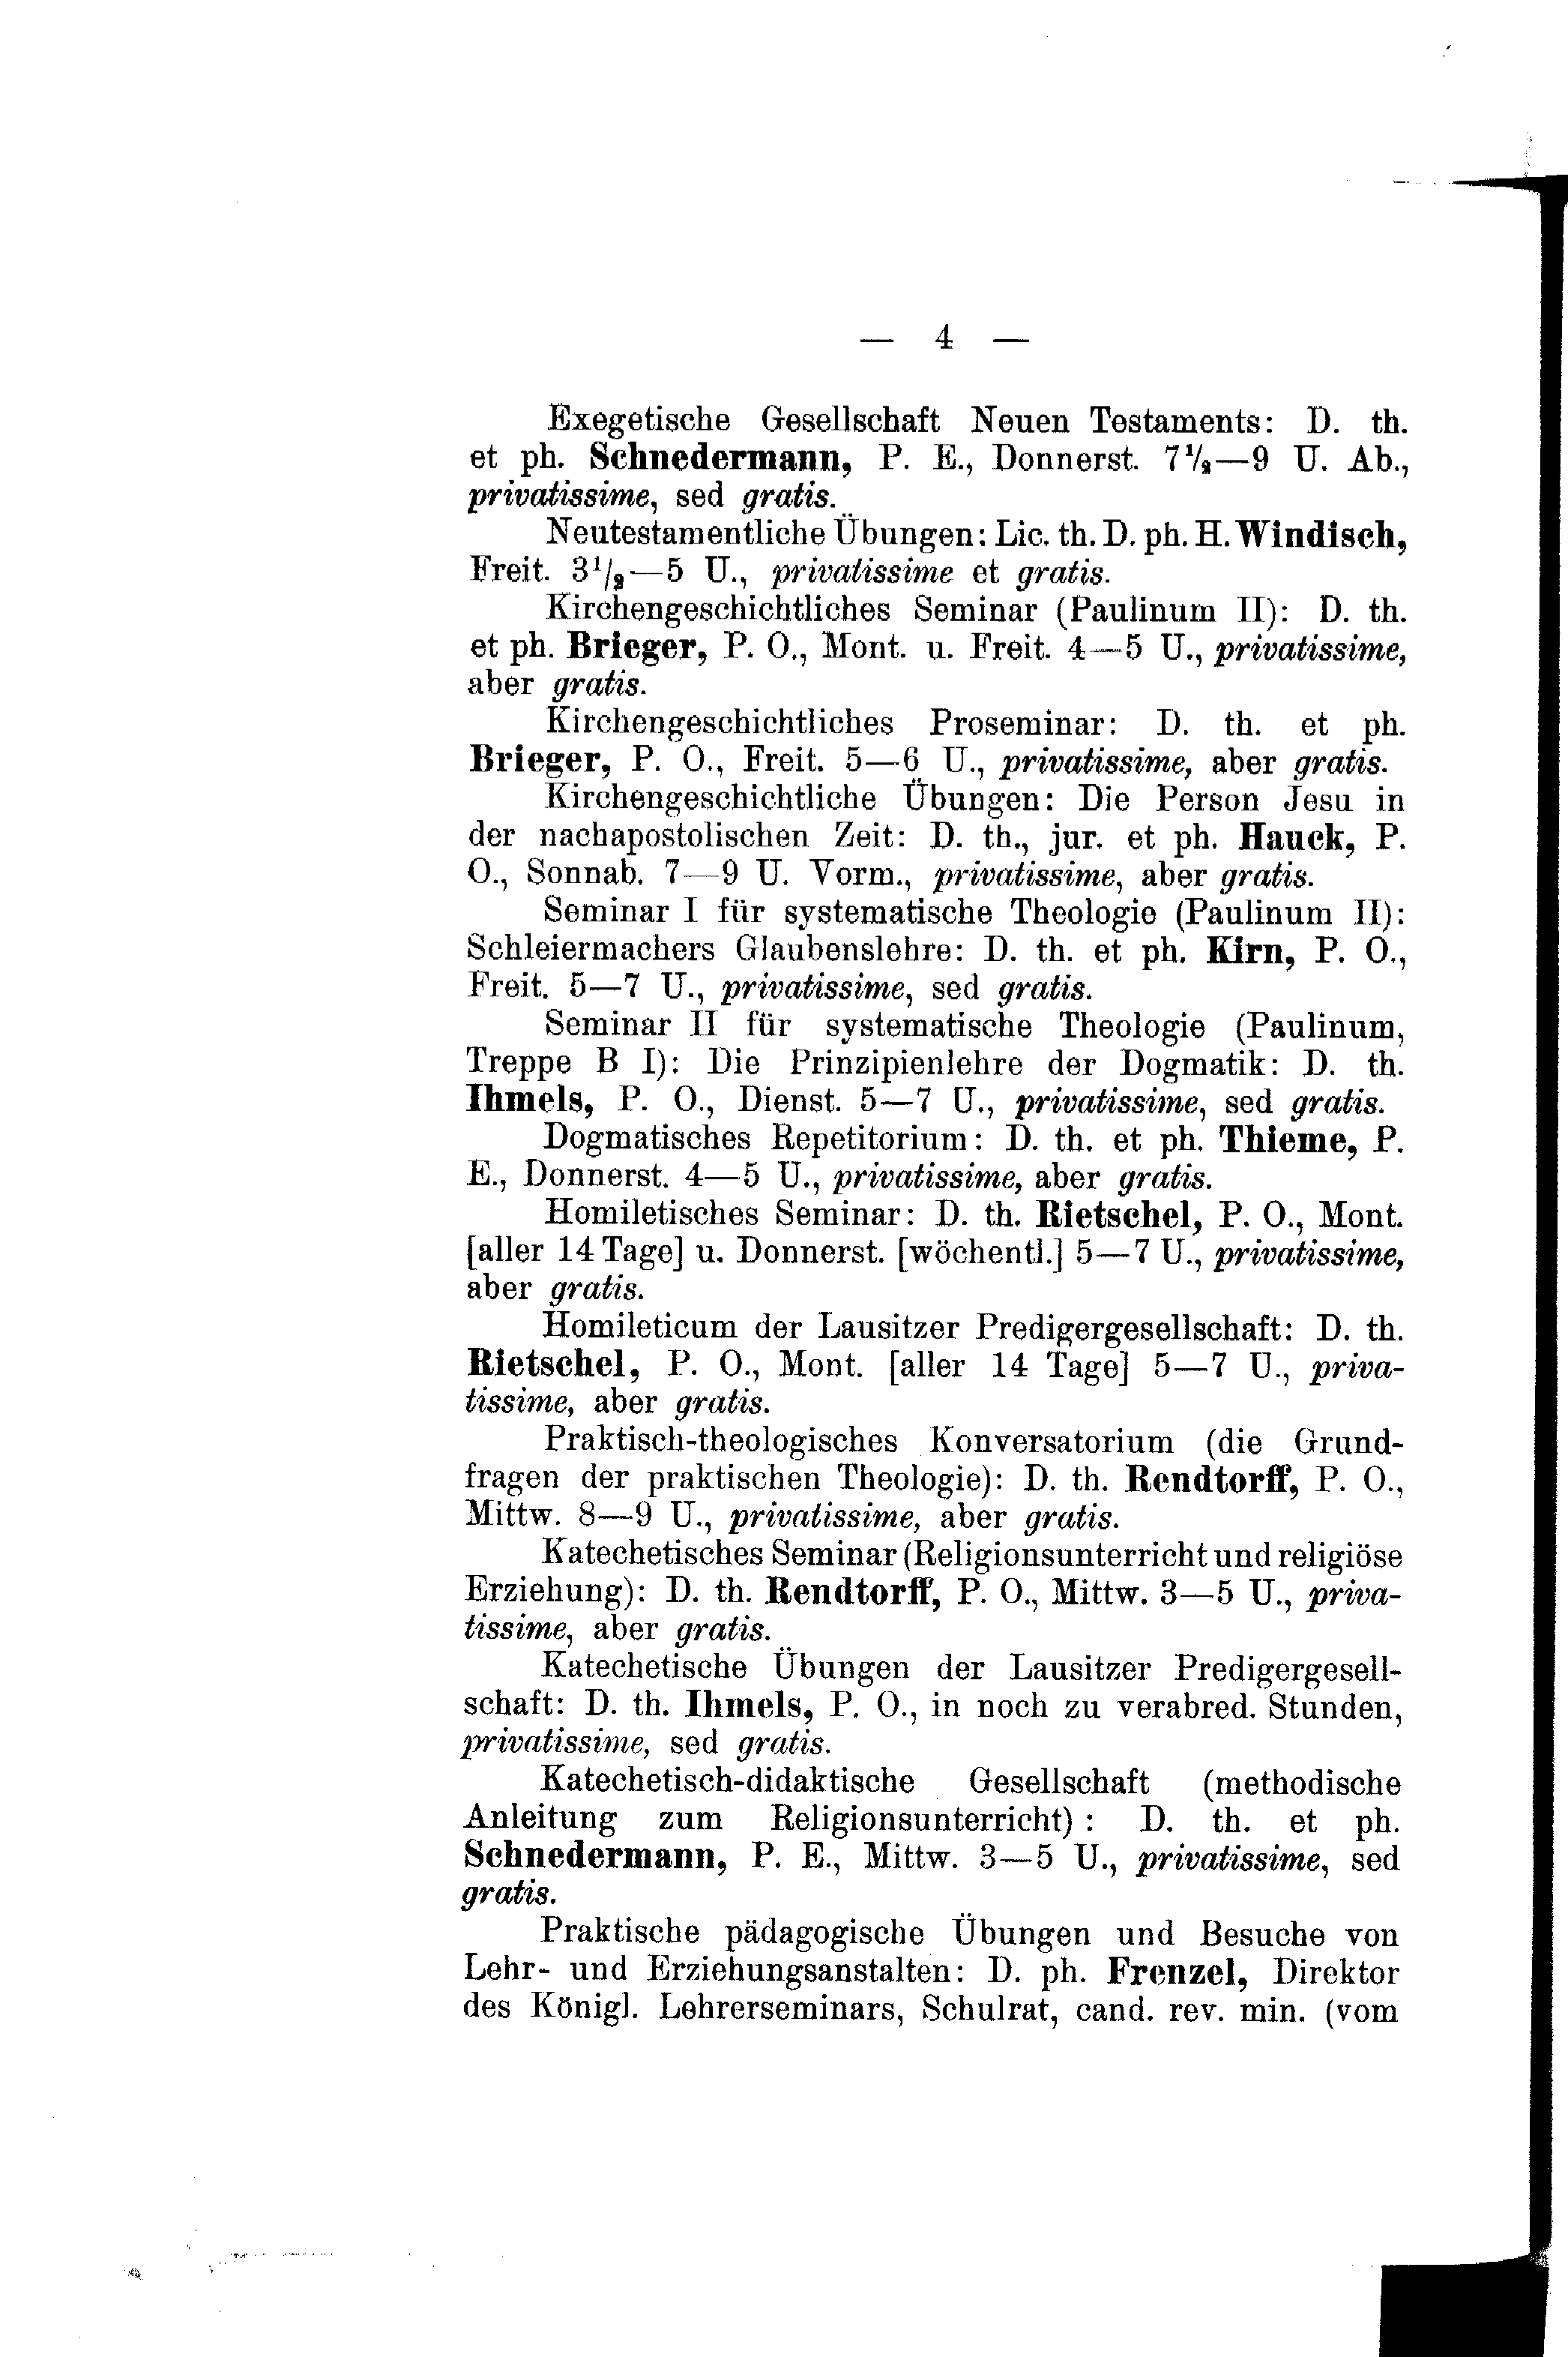 — 4 —
Exegetische Gesellschaft Neuen Testaments: D. th.
et ph. Schnedermann, P. E., Donnerst. 7 1/2—9 U. Ab.,
privatissime, sed gratis.
Neutestamentliche Übungen: Lic. th. D. ph. H. Windisch,
Freit. 3 1/2—5 U., privatissime et gratis.
Kirchengeschichtliches Seminar (Paulinum II): D. th.
et ph. Brieger, P. O., Mont. u. Freit. 4—5 U., privatissime,
aber gratis.
Kirchengeschichtliches Proseminar: D. th. et ph.
Brieger, P. O., Freit. 5—6 U., privatissime, aber gratis.
Kirchengeschichtliche Übungen: Die Person Jesu in
der nachapostolischen Zeit: D. th., jur. et ph. Hauck, P.
O., Sonnab. 7—9 U. Vorm., privatissime, aber gratis.
Seminar I für systematische Theologie (Paulinum II):
Schleiermachers Glaubenslehre: D. th. et ph. Kirn, P. O.,
Freit. 5—7 U., privatissime, sed gratis.
Seminar II für systematische Theologie (Paulinum,
Treppe B I): Die Prinzipienlehre der Dogmatik: D. th.
Ihmels, P. O., Dienst. 5—7 U., privatissime, sed gratis.
Dogmatisches Repetitorium: D. th. et ph. Thieme, P.
E., Donnerst. 4—5 U., privatissime, aber gratis.
Homiletisches Seminar: D. th. Rietschel, P. O., Mont.
[aller 14 Tage] u. Donnerst. [wöchentl.] 5—7 U., privatissime,
aber gratis.
Homileticum der Lausitzer Predigergesellschaft: D. th.
Rietschel, P. O., Mont. [aller 14 Tage] 5—7 U., priva-
tissime, aber gratis.
Praktisch-theologisches Konversatorium (die Grund-
fragen der praktischen Theologie): D. th. Rendtorff, P. O.,
Mittw. 8—9 U., privatissime, aber gratis.
Katechetisches Seminar (Religionsunterricht und religiöse
Erziehung): D. th. Rendtorff, P. O., Mittw. 3—5 U., priva-
tissime, aber gratis.
Katechetische Übungen der Lausitzer Predigergesell-
schaft: D. th. Ihmels, P. O., in noch zu verabred. Stunden,
privatissime, sed gratis.
Katechetisch-didaktische Gesellschaft (methodische
Anleitung zum Religionsunterricht) : D. th. et ph.
Schnedermann, P. E., Mittw. 3—5 U., privatissime, sed
gratis.
Praktische pädagogische Übungen und Besuche von
Lehr- und Erziehungsanstalten: D. ph. Frenzel, Direktor
des Königl. Lehrerseminars, Schulrat, cand. rev. min. (vom